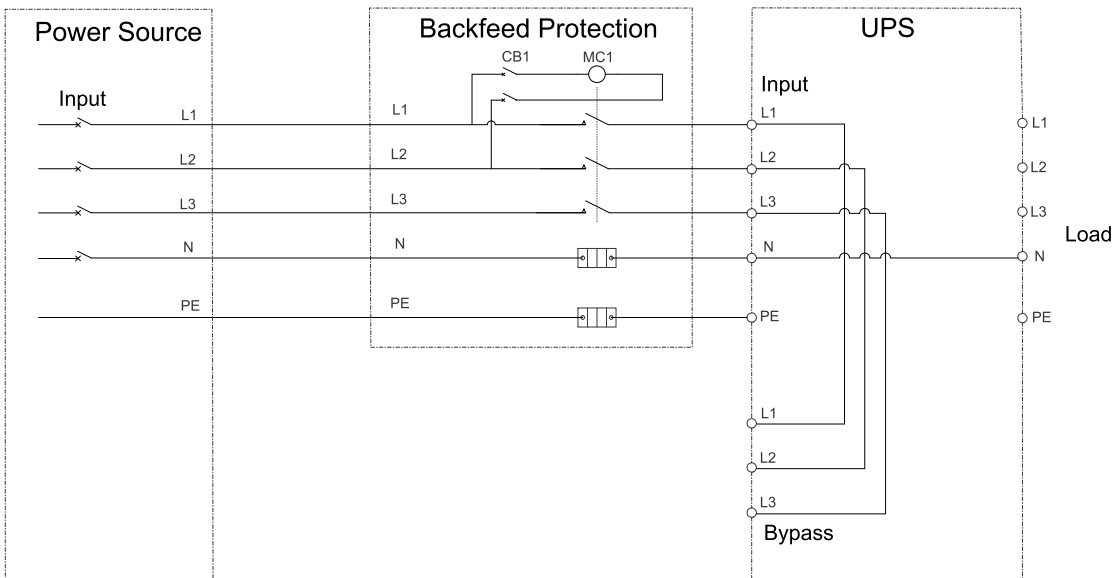 Power Source
Backfeed Protection
UPS
CB1
MC1
Input
Input
L1
L1
L1
L1
L2
L2
L2
L2
L3
L3
L3
L3
Load
N
N
N
N
PE
PE
PE
PE
L1
L2
L3
Bypass